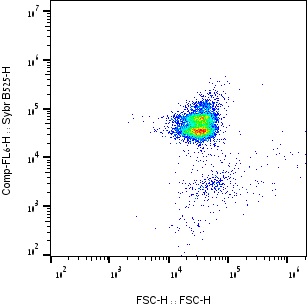 10⁷
10⁶
10⁵
10⁴
10³
10²
Comp-FL6-H :: Sybr B525-H
10² 10³ 10⁴ 10⁵ 10⁶
FSC-H :: FSC-H